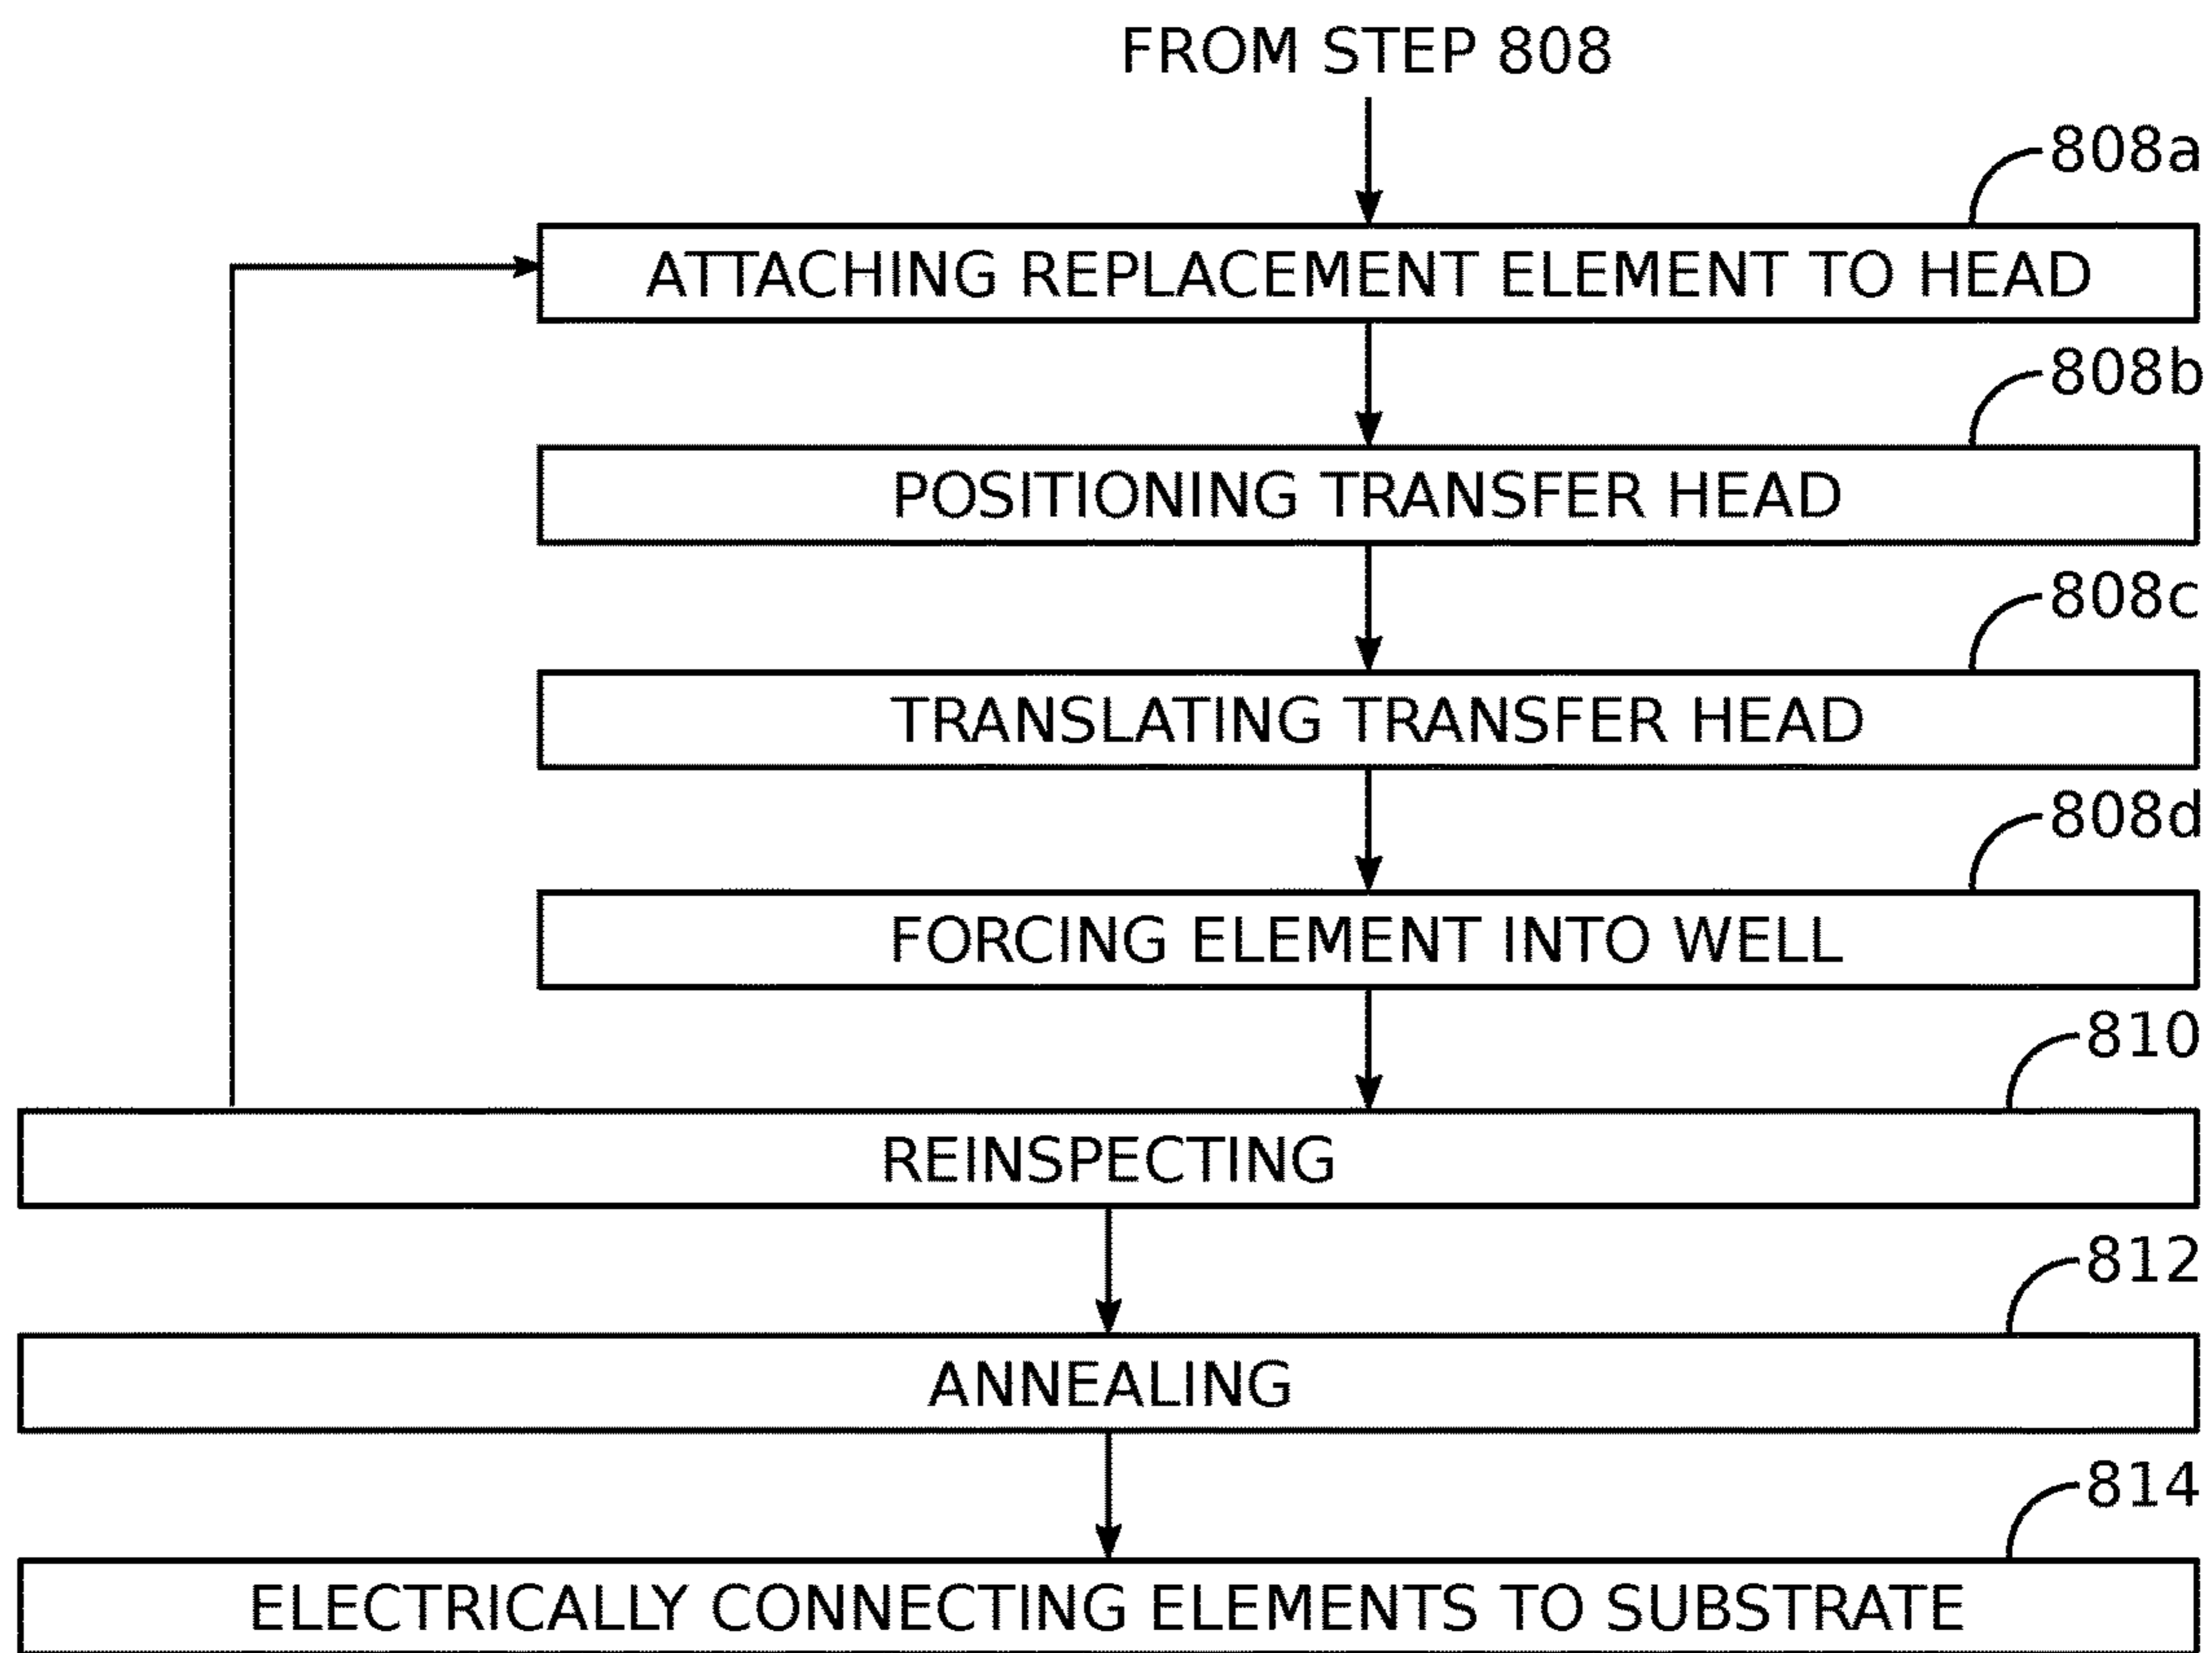 FROM STEP 808
808a
ATTACHING REPLACEMENT ELEMENT TO HEAD
808b
POSITIONING TRANSFER HEAD
808c
TRANSLATING TRANSFER HEAD
808d
FORCING ELEMENT INTO WELL
810
REINSPECTING
812
ANNEALING
814
ELECTRICALLY CONNECTING ELEMENTS TO SUBSTRATE